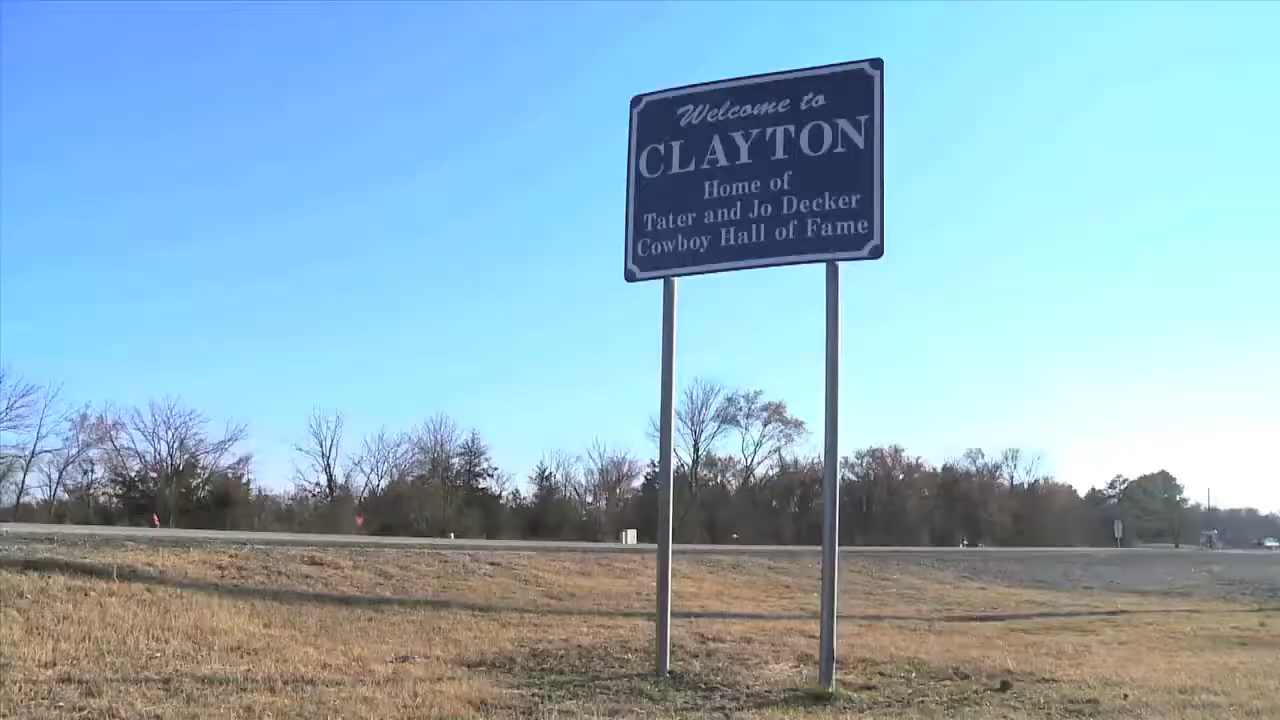 Welcome to
CLAYTON
Home of
Tater and Jo Decker
Cowboy Hall of Fame